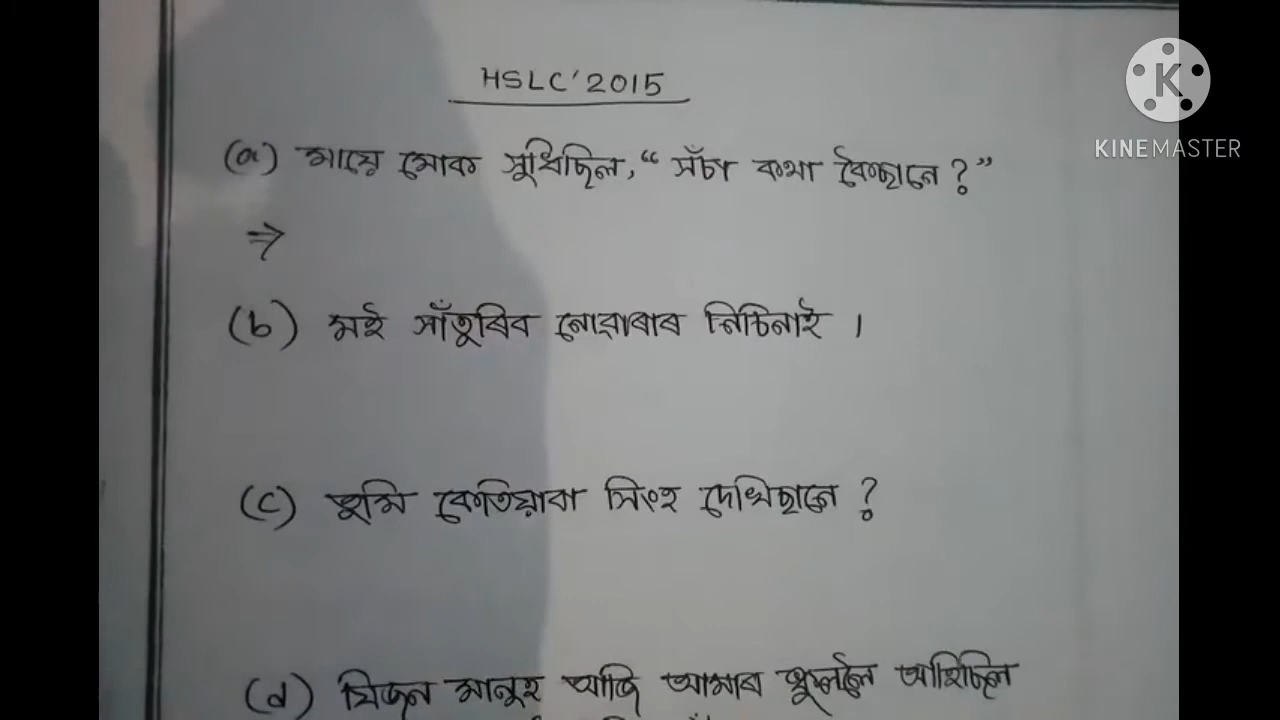 HSLC'2015
KINEMASTER
(a) মায়ে মোক সুধিছিল, “সঁচা কথা কৈছানে?”
⇒
(b) মই সাঁতুৰিব নোৱাৰাৰ নিচিনাই ।
(c) তুমি কেতিয়াবা সিংহ দেখিছানে ?
(d) যিজন মানুহ আজি আমাৰ স্কুললৈ আহিছিল